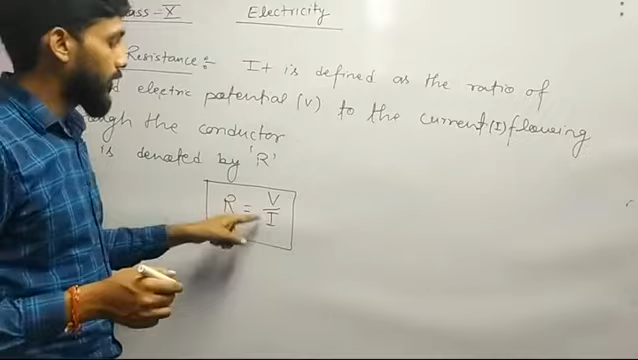 ass - X Electricity
Resistance :- It is defined as the ratio of
electric potential (V) to the current (I) flowing
the conductor
is denoted by 'R'
R = V
I